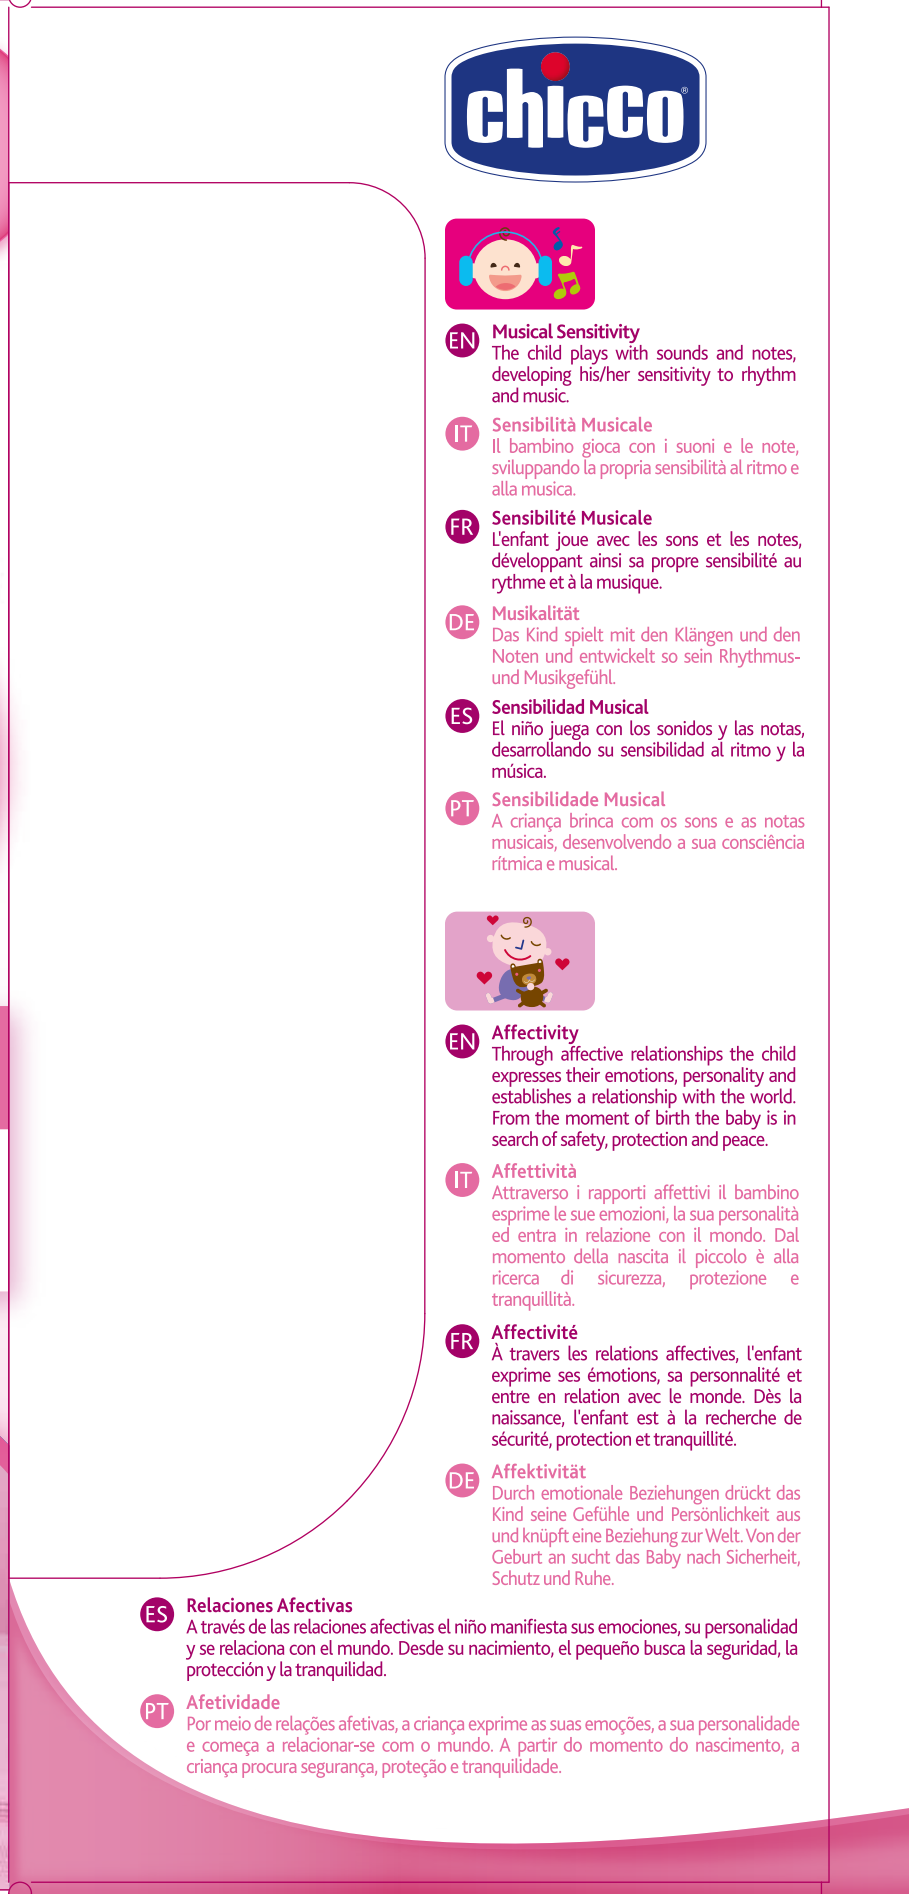 chicco®
EN
Musical Sensitivity
The child plays with sounds and notes,
developing his/her sensitivity to rhythm
and music.
IT
Sensibilità Musicale
Il bambino gioca con i suoni e le note,
sviluppando la propria sensibilità al ritmo e
alla musica.
FR
Sensibilité Musicale
L'enfant joue avec les sons et les notes,
développant ainsi sa propre sensibilité au
rythme et à la musique.
DE
Musikalität
Das Kind spielt mit den Klängen und den
Noten und entwickelt so sein Rhythmus-
und Musikgefühl.
ES
Sensibilidad Musical
El niño juega con los sonidos y las notas,
desarrollando su sensibilidad al ritmo y la
música.
PT
Sensibilidade Musical
A criança brinca com os sons e as notas
musicais, desenvolvendo a sua consciência
rítmica e musical.
EN
Affectivity
Through affective relationships the child
expresses their emotions, personality and
establishes a relationship with the world.
From the moment of birth the baby is in
search of safety, protection and peace.
IT
Affettività
Attraverso i rapporti affettivi il bambino
esprime le sue emozioni, la sua personalità
ed entra in relazione con il mondo. Dal
momento della nascita il piccolo è alla
ricerca di sicurezza, protezione e
tranquillità.
FR
Affectivité
À travers les relations affectives, l'enfant
exprime ses émotions, sa personnalité et
entre en relation avec le monde. Dès la
naissance, l'enfant est à la recherche de
sécurité, protection et tranquillité.
DE
Affektivität
Durch emotionale Beziehungen drückt das
Kind seine Gefühle und Persönlichkeit aus
und knüpft eine Beziehung zur Welt. Von der
Geburt an sucht das Baby nach Sicherheit,
Schutz und Ruhe.
ES
Relaciones Afectivas
A través de las relaciones afectivas el niño manifiesta sus emociones, su personalidad
y se relaciona con el mundo. Desde su nacimiento, el pequeño busca la seguridad, la
protección y la tranquilidad.
PT
Afetividade
Por meio de relações afetivas, a criança exprime as suas emoções, a sua personalidade
e começa a relacionar-se com o mundo. A partir do momento do nascimento, a
criança procura segurança, proteção e tranquilidade.